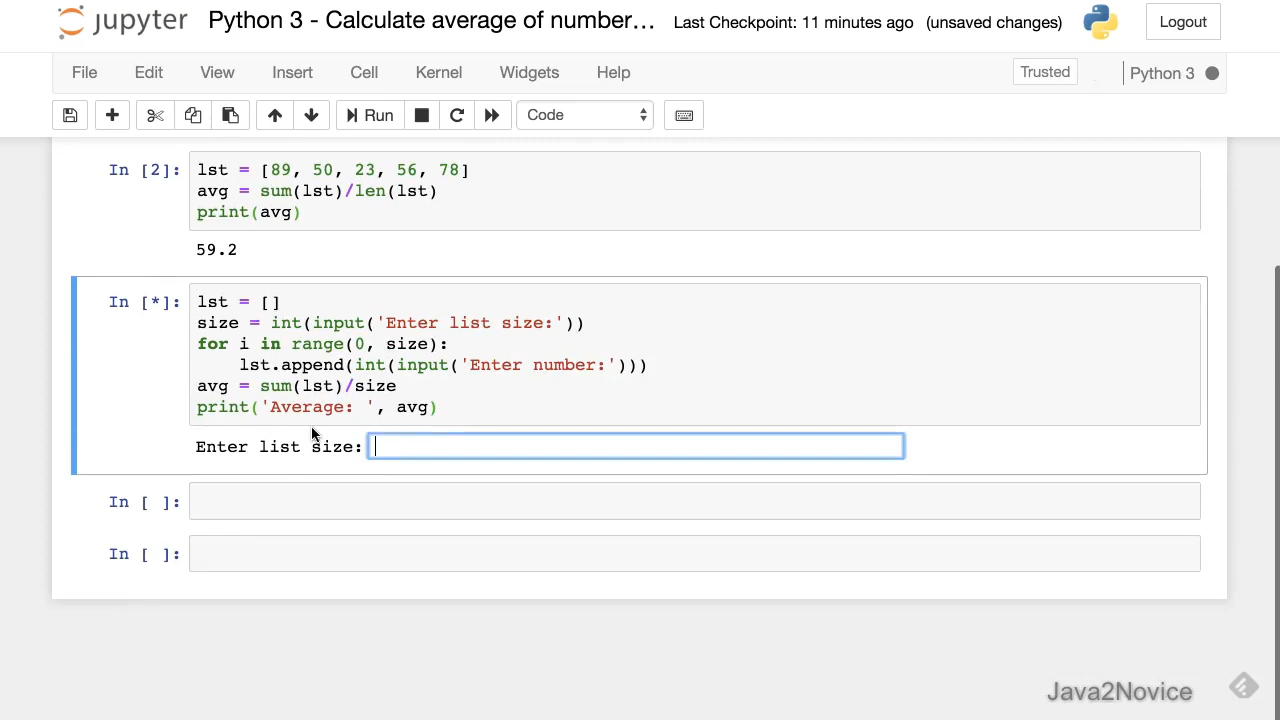 jupyter Python 3 - Calculate average of number... Last Checkpoint: 11 minutes ago (unsaved changes) Logout
File Edit View Insert Cell Kernel Widgets Help Trusted Python 3
Run Code
In [2]: lst = [89, 50, 23, 56, 78]
avg = sum(lst)/len(lst)
print(avg)
59.2
In [*]: lst = []
size = int(input('Enter list size:'))
for i in range(0, size):
    lst.append(int(input('Enter number:')))
avg = sum(lst)/size
print('Average: ', avg)
Enter list size:
In [ ]:
In [ ]:
Java2Novice